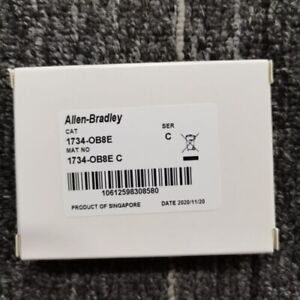 Allen-Bradley
CAT SER
1734-OB8E C
MAT NO
1734-OB8E C
10612598308580
PRODUCT OF SINGAPORE DATE 2020/11/20